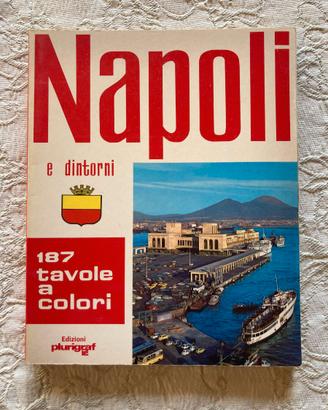 Napoli
e dintorni
187
tavole
a
colori
Edizioni
plurigraf